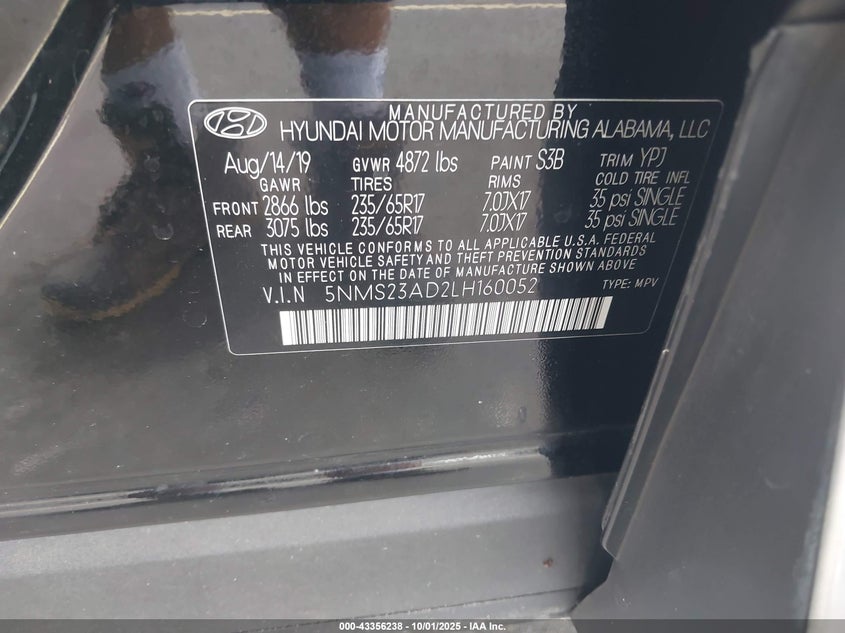 MANUFACTURED BY
HYUNDAI MOTOR MANUFACTURING ALABAMA, LLC
Aug/14/19 GVWR 4872 lbs PAINT S3B TRIM YPJ
GAWR TIRES RIMS COLD TIRE INFL
FRONT 2866 lbs 235/65R17 7.0JX17 35 psi SINGLE
REAR 3075 lbs 235/65R17 7.0JX17 35 psi SINGLE
THIS VEHICLE CONFORMS TO ALL APPLICABLE U.S.A. FEDERAL
MOTOR VEHICLE SAFETY AND THEFT PREVENTION STANDARDS
IN EFFECT ON THE DATE OF MANUFACTURE SHOWN ABOVE
V.I.N 5NMS23AD2LH160052 TYPE: MPV
000-43356238 - 10/01/2025 - IAA Inc.